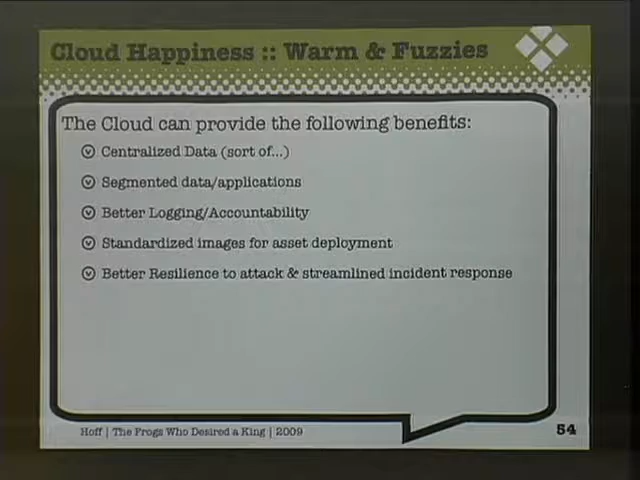 Cloud Happiness :: Warm & Fuzzies
The Cloud can provide the following benefits:
Centralized Data (sort of...)
Segmented data/applications
Better Logging/Accountability
Standardized images for asset deployment
Better Resilience to attack & streamlined incident response
Hoff | The Frogs Who Desired a King | 2009
54